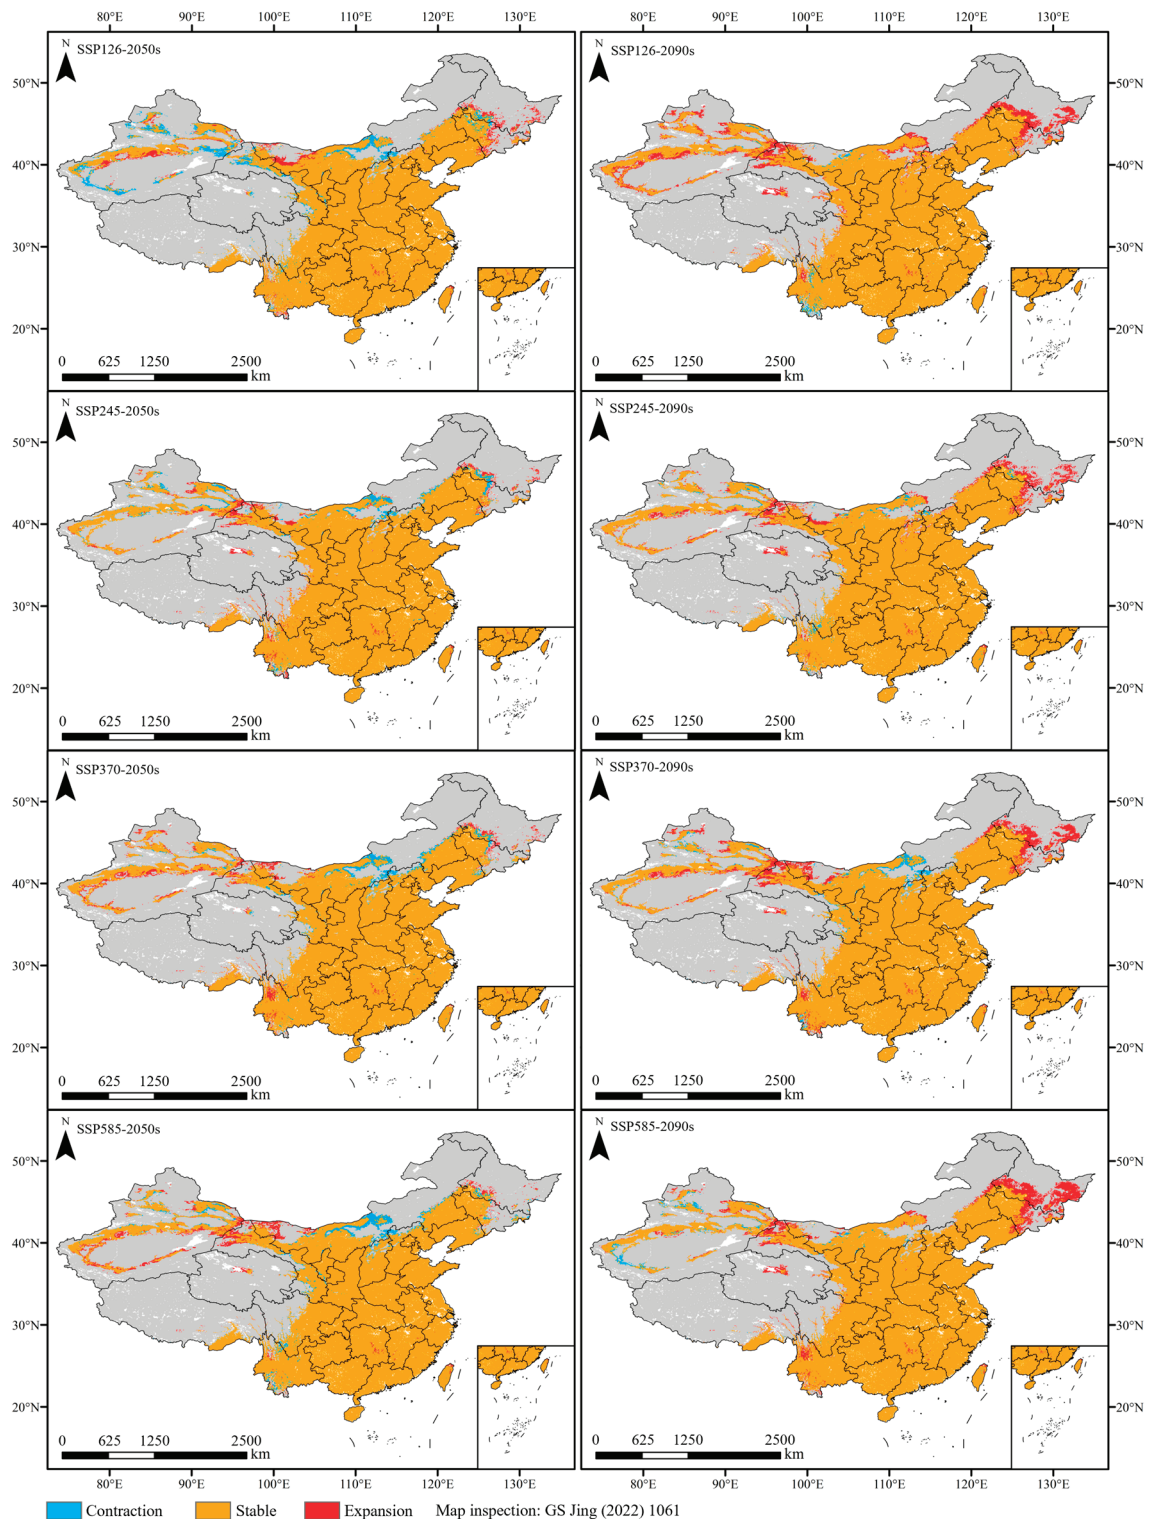 80°E 90°E 100°E 110°E 120°E 130°E 80°E 90°E 100°E 110°E 120°E 130°E
N SSP126-2050s N SSP126-2090s
50°N 50°N
40°N 40°N
30°N 30°N
20°N 20°N
0 625 1250 2500 0 625 1250 2500
km km
N SSP245-2050s N SSP245-2090s
50°N 50°N
40°N 40°N
30°N 30°N
20°N 20°N
0 625 1250 2500 0 625 1250 2500
km km
N SSP370-2050s N SSP370-2090s
50°N 50°N
40°N 40°N
30°N 30°N
20°N 20°N
0 625 1250 2500 0 625 1250 2500
km km
N SSP585-2050s N SSP585-2090s
50°N 50°N
40°N 40°N
30°N 30°N
20°N 20°N
0 625 1250 2500 0 625 1250 2500
km km
80°E 90°E 100°E 110°E 120°E 130°E 80°E 90°E 100°E 110°E 120°E 130°E
Contraction Stable Expansion Map inspection: GS Jing (2022) 1061